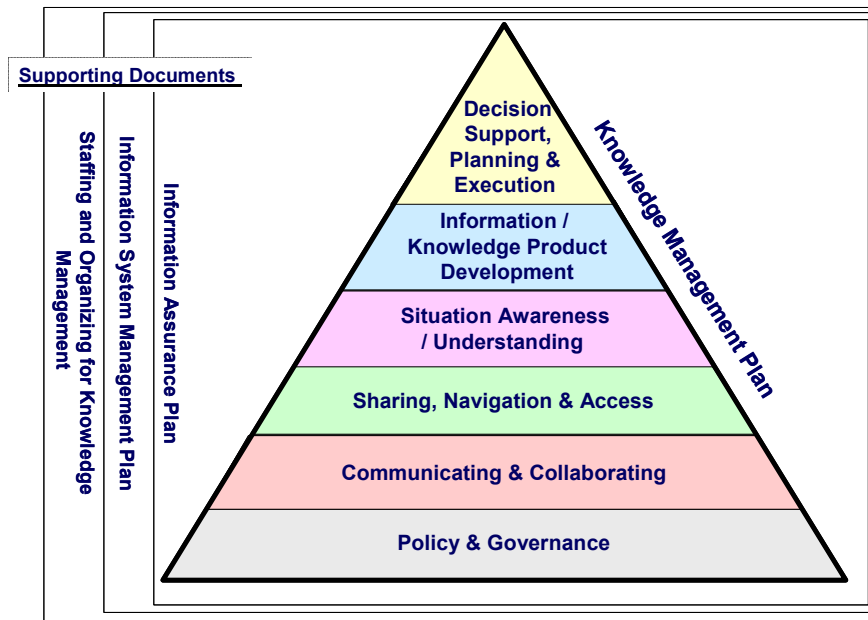 Supporting Documents
Staffing and Organizing for Knowledge
Management
Information System Management Plan
Information Assurance Plan
Decision
Support,
Planning &
Execution
Information /
Knowledge Product
Development
Situation Awareness
/ Understanding
Sharing, Navigation & Access
Communicating & Collaborating
Policy & Governance
Knowledge Management Plan